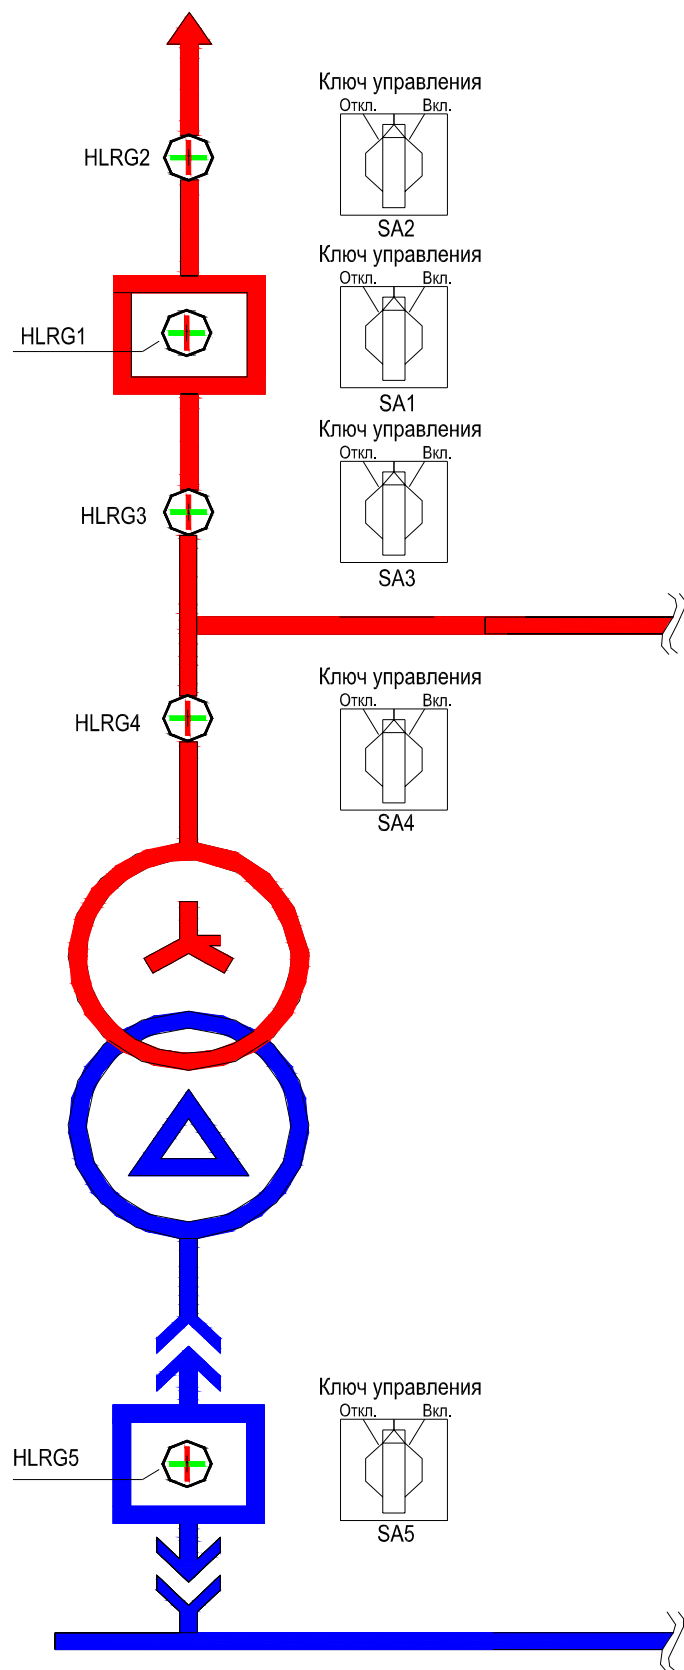 Ключ управления
Откл. Вкл.
HLRG2
SA2
Ключ управления
Откл. Вкл.
HLRG1
SA1
Ключ управления
Откл. Вкл.
HLRG3
SA3
Ключ управления
Откл. Вкл.
HLRG4
SA4
Ключ управления
Откл. Вкл.
HLRG5
SA5